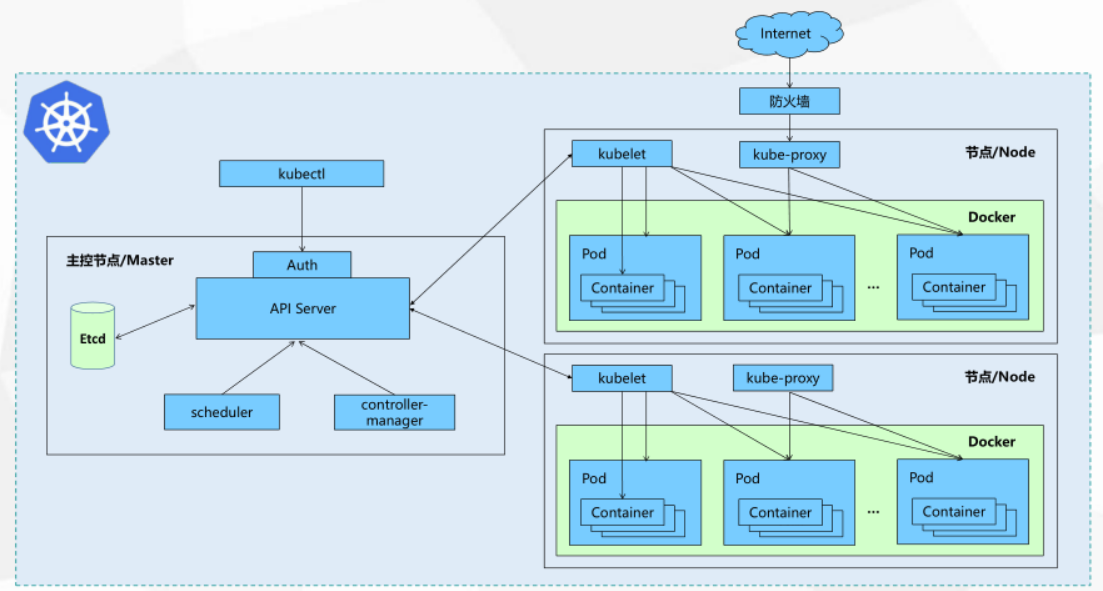 Internet
防火墙
kubectl
主控节点/Master
Auth
API Server
Etcd
scheduler
controller-
manager
kubelet
kube-proxy
节点/Node
Docker
Pod
Container
Pod
Container
...
Pod
Container
kubelet
kube-proxy
节点/Node
Docker
Pod
Container
Pod
Container
...
Pod
Container